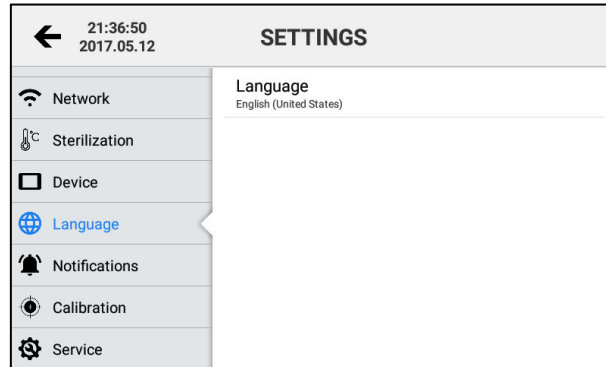 21:36:50
2017.05.12
SETTINGS
Network
°C
Sterilization
Device
Language
Notifications
Calibration
Service
Language
English (United States)